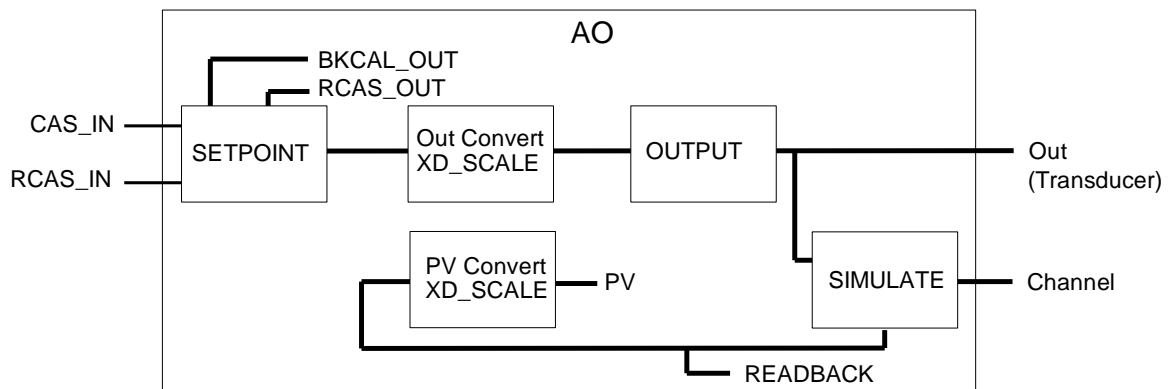 AO
BKCAL_OUT
RCAS_OUT
CAS_IN
RCAS_IN
SETPOINT
Out Convert
XD_SCALE
OUTPUT
Out
(Transducer)
PV Convert
XD_SCALE
PV
SIMULATE
Channel
READBACK